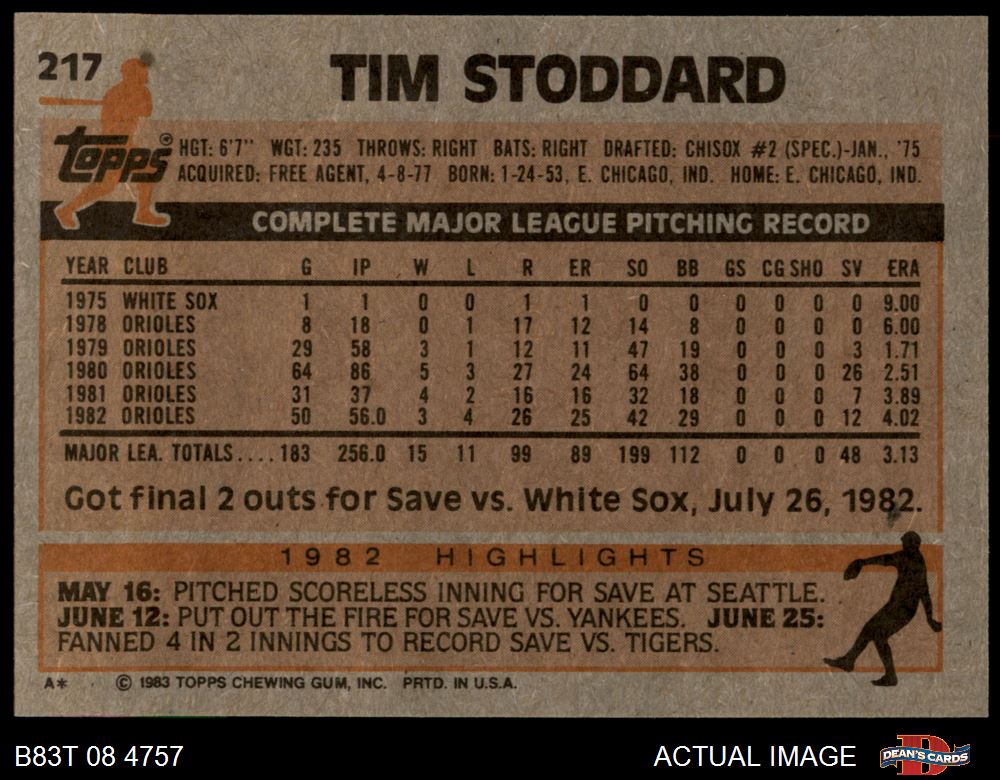 217
TIM STODDARD
Topps®
HGT: 6'7" WGT: 235 THROWS: RIGHT BATS: RIGHT DRAFTED: CHISOX #2 (SPEC.)-JAN., '75
ACQUIRED: FREE AGENT, 4-8-77 BORN: 1-24-53, E. CHICAGO, IND. HOME: E. CHICAGO, IND.
COMPLETE MAJOR LEAGUE PITCHING RECORD
YEAR CLUB G IP W L R ER SO BB GS CG SHO SV ERA
1975 WHITE SOX 1 1 0 0 1 1 0 0 0 0 0 0 9.00
1978 ORIOLES 8 18 0 1 17 12 14 8 0 0 0 0 6.00
1979 ORIOLES 29 58 3 1 12 11 47 19 0 0 0 3 1.71
1980 ORIOLES 64 86 5 3 27 24 64 38 0 0 0 26 2.51
1981 ORIOLES 31 37 4 2 16 16 32 18 0 0 0 7 3.89
1982 ORIOLES 50 56.0 3 4 26 25 42 29 0 0 0 12 4.02
MAJOR LEA. TOTALS....183 256.0 15 11 99 89 199 112 0 0 0 48 3.13
Got final 2 outs for Save vs. White Sox, July 26, 1982.
1982 HIGHLIGHTS
MAY 16: PITCHED SCORELESS INNING FOR SAVE AT SEATTLE.
JUNE 12: PUT OUT THE FIRE FOR SAVE VS. YANKEES. JUNE 25:
FANNED 4 IN 2 INNINGS TO RECORD SAVE VS. TIGERS.
A* © 1983 TOPPS CHEWING GUM, INC. PRTD. IN U.S.A.
B83T 08 4757
ACTUAL IMAGE
D
DEAN'S CARDS